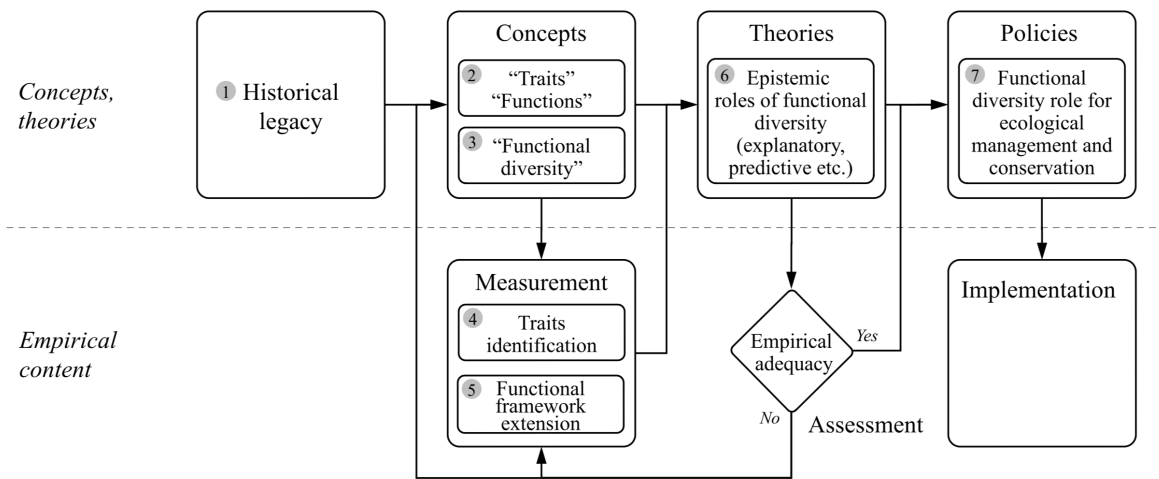 Concepts,
theories
1 Historical
legacy
Concepts
2 “Traits”
“Functions”
3 “Functional
diversity”
Theories
6 Epistemic
roles of functional
diversity
(explanatory,
predictive etc.)
Policies
7 Functional
diversity role for
ecological
management and
conservation
Empirical
content
Measurement
4 Traits
identification
5 Functional
framework
extension
Empirical
adequacy
Yes
No
Assessment
Implementation